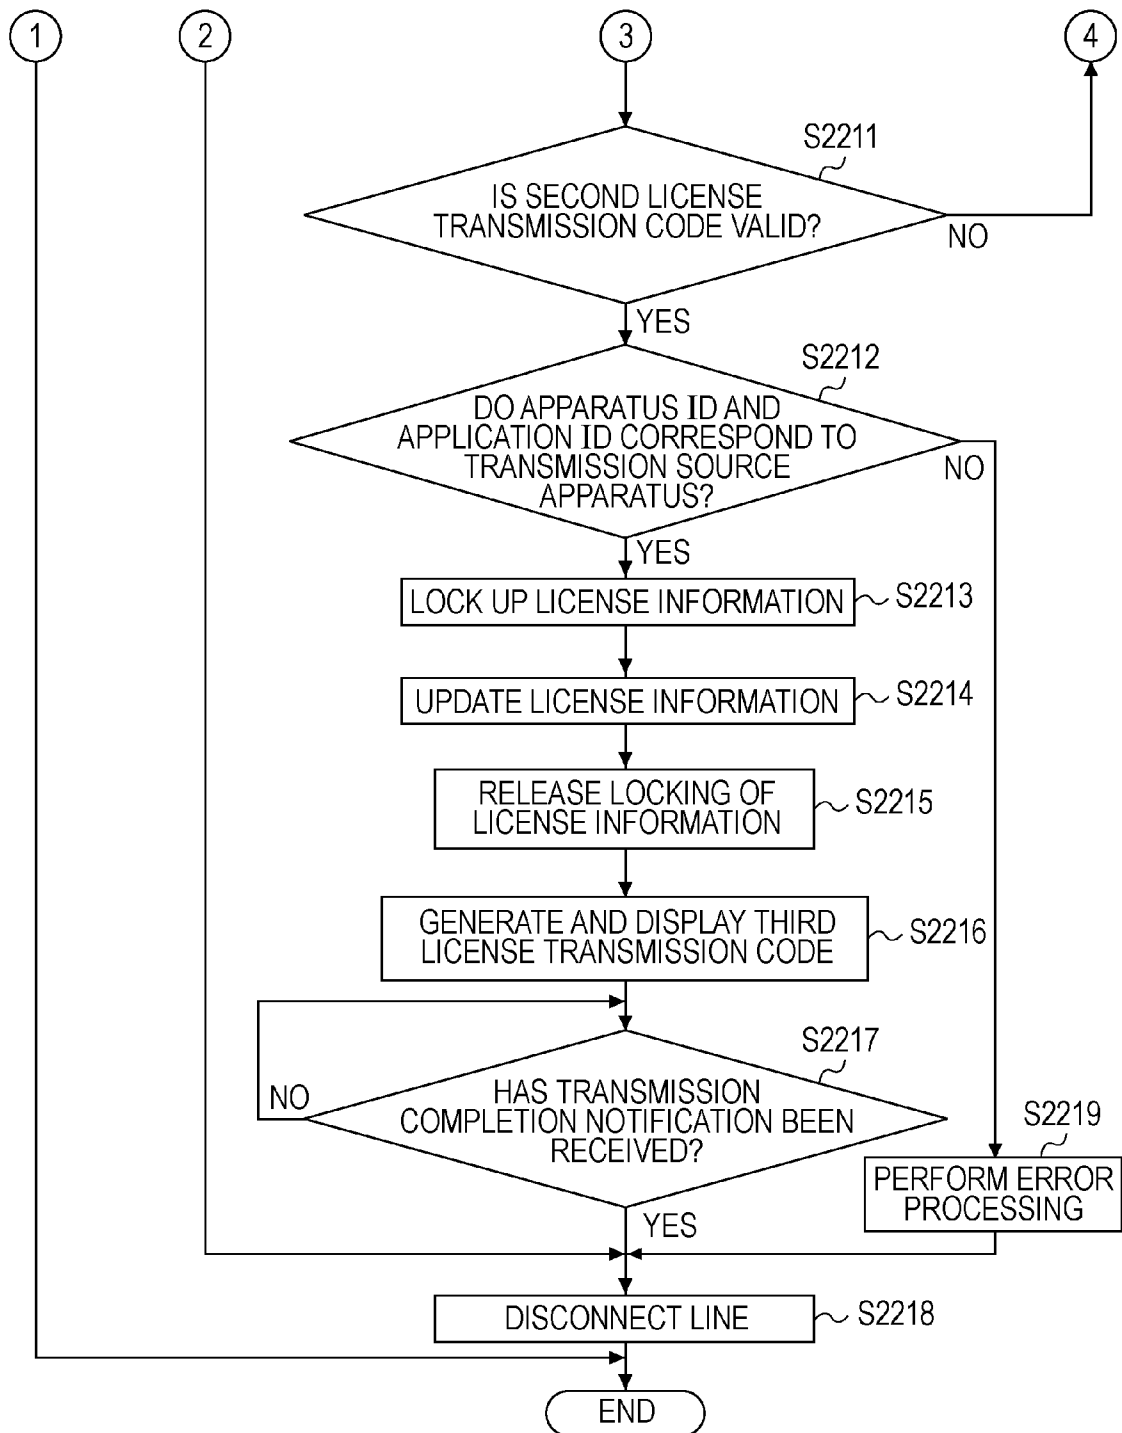 1
2
3
4
S2211
IS SECOND LICENSE
TRANSMISSION CODE VALID?
NO
YES
S2212
DO APPARATUS ID AND
APPLICATION ID CORRESPOND TO
TRANSMISSION SOURCE
APPARATUS?
NO
YES
LOCK UP LICENSE INFORMATION
S2213
UPDATE LICENSE INFORMATION
S2214
RELEASE LOCKING OF
LICENSE INFORMATION
S2215
GENERATE AND DISPLAY THIRD
LICENSE TRANSMISSION CODE
S2216
S2217
HAS TRANSMISSION
COMPLETION NOTIFICATION BEEN
RECEIVED?
NO
YES
S2219
PERFORM ERROR
PROCESSING
DISCONNECT LINE
S2218
END